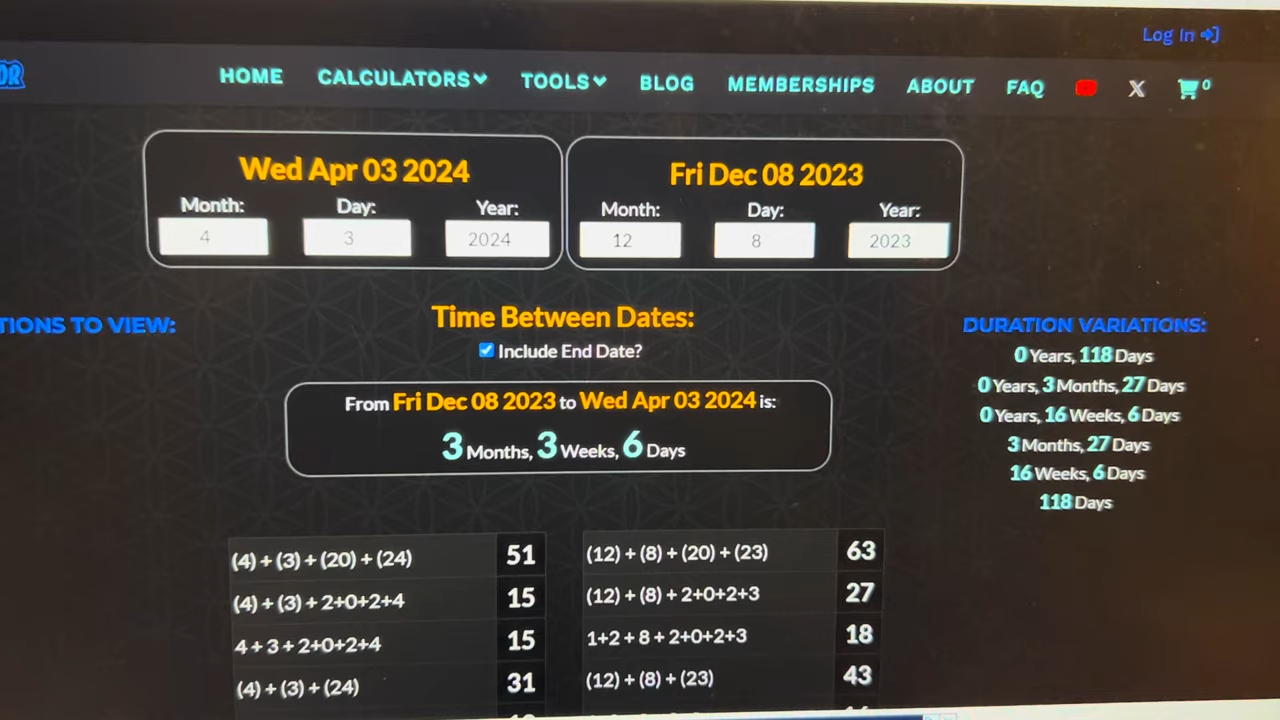 Log In
OR
HOME CALCULATORS TOOLS BLOG MEMBERSHIPS ABOUT FAQ X 0
Wed Apr 03 2024
Month: Day: Year:
4 3 2024
Fri Dec 08 2023
Month: Day: Year:
12 8 2023
TIONS TO VIEW:
Time Between Dates:
Include End Date?
From Fri Dec 08 2023 to Wed Apr 03 2024 is:
3 Months, 3 Weeks, 6 Days
DURATION VARIATIONS:
0 Years, 118 Days
0 Years, 3 Months, 27 Days
0 Years, 16 Weeks, 6 Days
3 Months, 27 Days
16 Weeks, 6 Days
118 Days
(4) + (3) + (20) + (24) 51
(4) + (3) + 2+0+2+4 15
4 + 3 + 2+0+2+4 15
(4) + (3) + (24) 31
(12) + (8) + (20) + (23) 63
(12) + (8) + 2+0+2+3 27
1+2 + 8 + 2+0+2+3 18
(12) + (8) + (23) 43